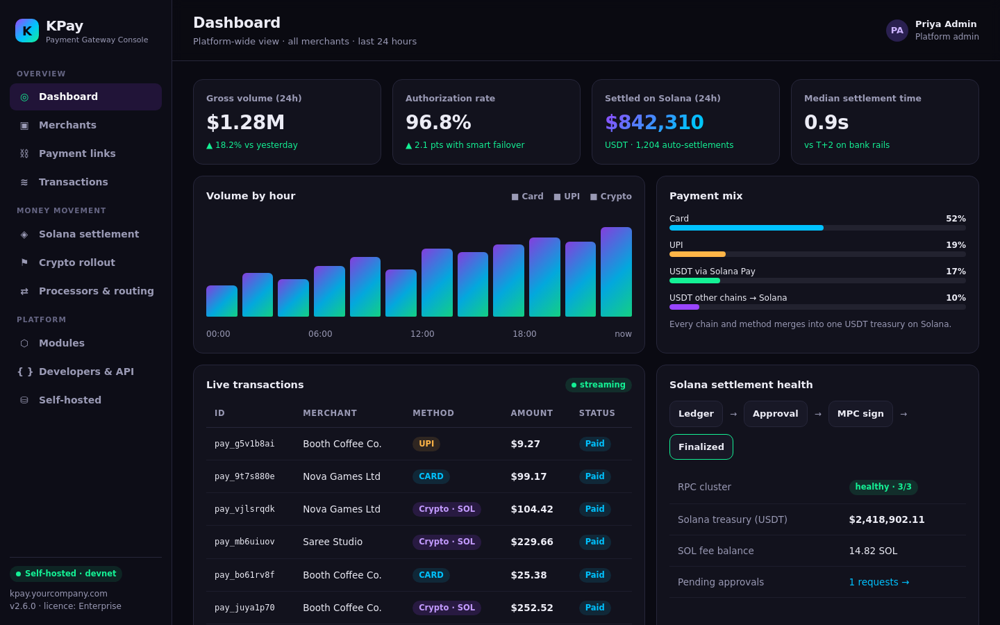 K
KPay
Payment Gateway Console
OVERVIEW
Dashboard
Merchants
Payment links
Transactions
MONEY MOVEMENT
Solana settlement
Crypto rollout
Processors & routing
PLATFORM
Modules
{ } Developers & API
Self-hosted
Self-hosted · devnet
kpay.yourcompany.com
v2.6.0 · licence: Enterprise
Dashboard
Platform-wide view · all merchants · last 24 hours
PA
Priya Admin
Platform admin
Gross volume (24h)
$1.28M
▲ 18.2% vs yesterday
Authorization rate
96.8%
▲ 2.1 pts with smart failover
Settled on Solana (24h)
$842,310
USDT · 1,204 auto-settlements
Median settlement time
0.9s
vs T+2 on bank rails
Volume by hour
■ Card ■ UPI ■ Crypto
00:00 06:00 12:00 18:00 now
Payment mix
Card 52%
UPI 19%
USDT via Solana Pay 17%
USDT other chains → Solana 10%
Every chain and method merges into one USDT treasury on Solana.
Live transactions
streaming
ID MERCHANT METHOD AMOUNT STATUS
pay_g5v1b8ai Booth Coffee Co. UPI $9.27 Paid
pay_9t7s880e Nova Games Ltd CARD $99.17 Paid
pay_vjlsrqdk Nova Games Ltd Crypto · SOL $104.42 Paid
pay_mb6uiuov Saree Studio Crypto · SOL $229.66 Paid
pay_bo61rv8f Booth Coffee Co. CARD $25.38 Paid
pay_juya1p70 Booth Coffee Co. Crypto · SOL $252.52 Paid
Solana settlement health
Ledger → Approval → MPC sign →
Finalized
RPC cluster healthy · 3/3
Solana treasury (USDT) $2,418,902.11
SOL fee balance 14.82 SOL
Pending approvals 1 requests →